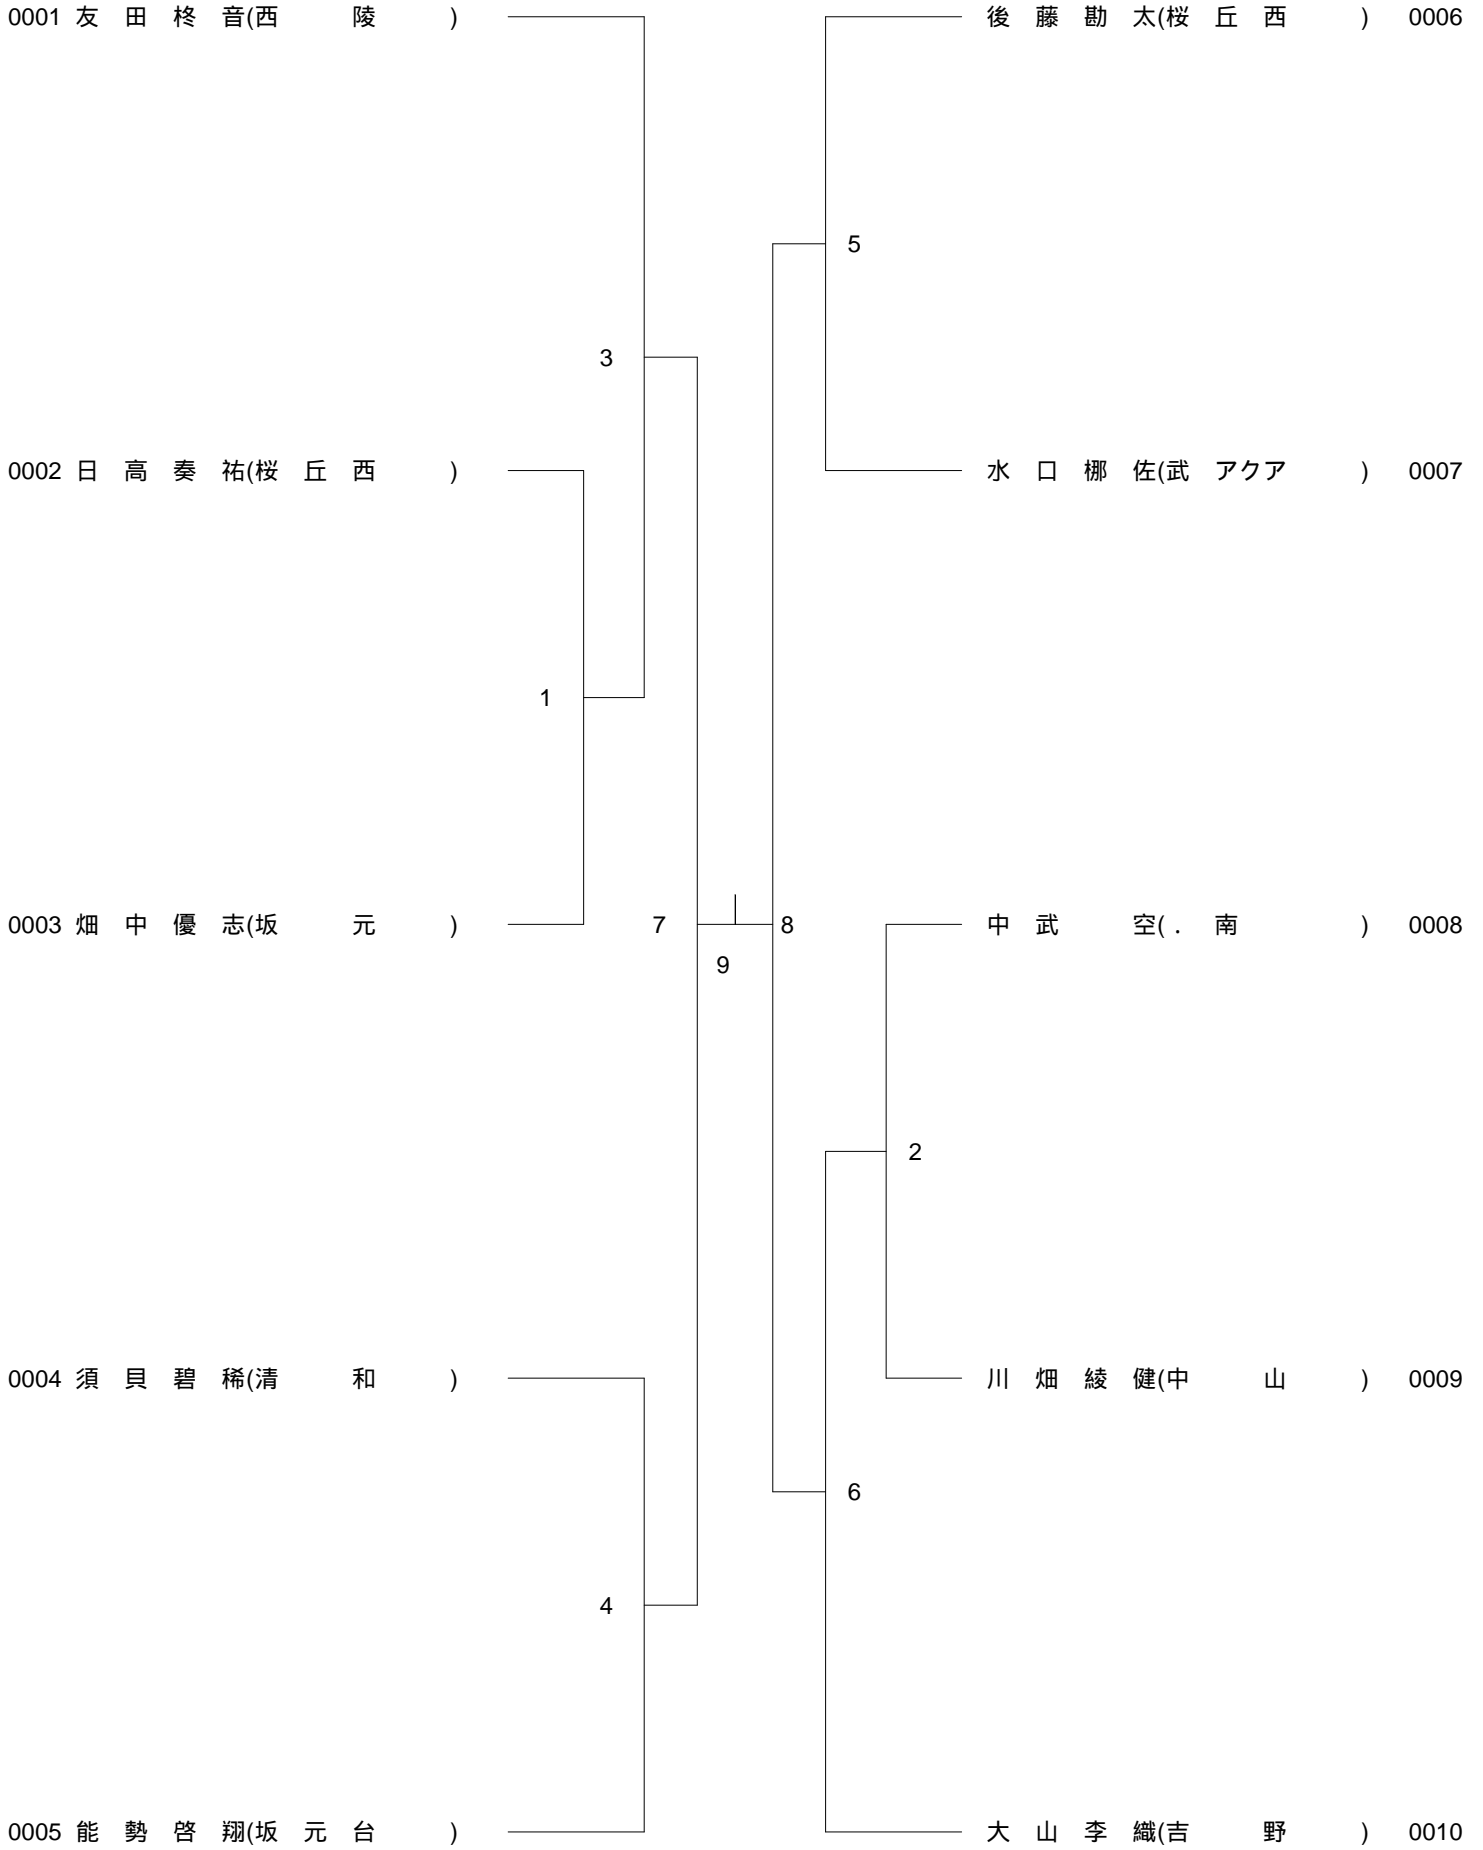 0001 友 田 柊 音(西 陵 )
後 藤 勘 太(桜 丘 西 ) 0006
5
3
0002 日 高 奏 祐(桜 丘 西 )
水 口 梛 佐(武 アクア ) 0007
1
0003 畑 中 優 志(坂 元 )
7
8
中 武 空(． 南 ) 0008
9
2
0004 須 貝 碧 稀(清 和 )
川 畑 綾 健(中 山 ) 0009
6
4
0005 能 勢 啓 翔(坂 元 台 )
大 山 李 織(吉 野 ) 0010